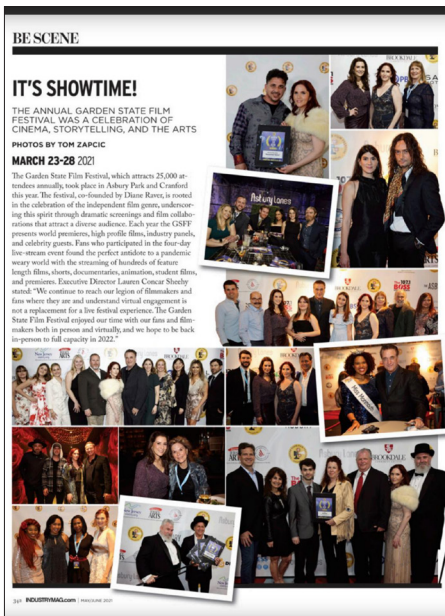 BE SCENE
IT'S SHOWTIME!
THE ANNUAL GARDEN STATE FILM
FESTIVAL WAS A CELEBRATION OF
CINEMA, STORYTELLING, AND THE ARTS
PHOTOS BY TOM ZAPCIC
MARCH 23-28 2021
The Garden State Film Festival, which attracts 25,000 at-
tendees annually, took place in Asbury Park and Cranford
this year. The festival, co-founded by Diane Raver, is rooted
in the celebration of the independent film genre, underscor-
ing this spirit through dramatic screenings and film collabo-
rations that attract a diverse audience. Each year the GSFF
presents world premieres, high profile films, industry panels,
and celebrity guests. Fans who participated in the four-day
live-stream event found the perfect antidote to a pandemic
weary world with the streaming of hundreds of feature
length films, shorts, documentaries, animation, student films,
and premieres. Executive Director Lauren Concar Sheehy
stated: "We continue to reach our legion of filmmakers and
fans where they are and understand virtual engagement is
not a replacement for a live festival experience. The Garden
State Film Festival enjoyed our time with our fans and film-
makers both in person and virtually, and we hope to be back
in-person to full capacity in 2022."
BROOKDALE
Asbury Lanes
BROOKDALE
ARTS
BROOKDALE
BROOKDALE
ARTS
ARTS
INDUSTRYMAG.com | MAY/JUNE 2021